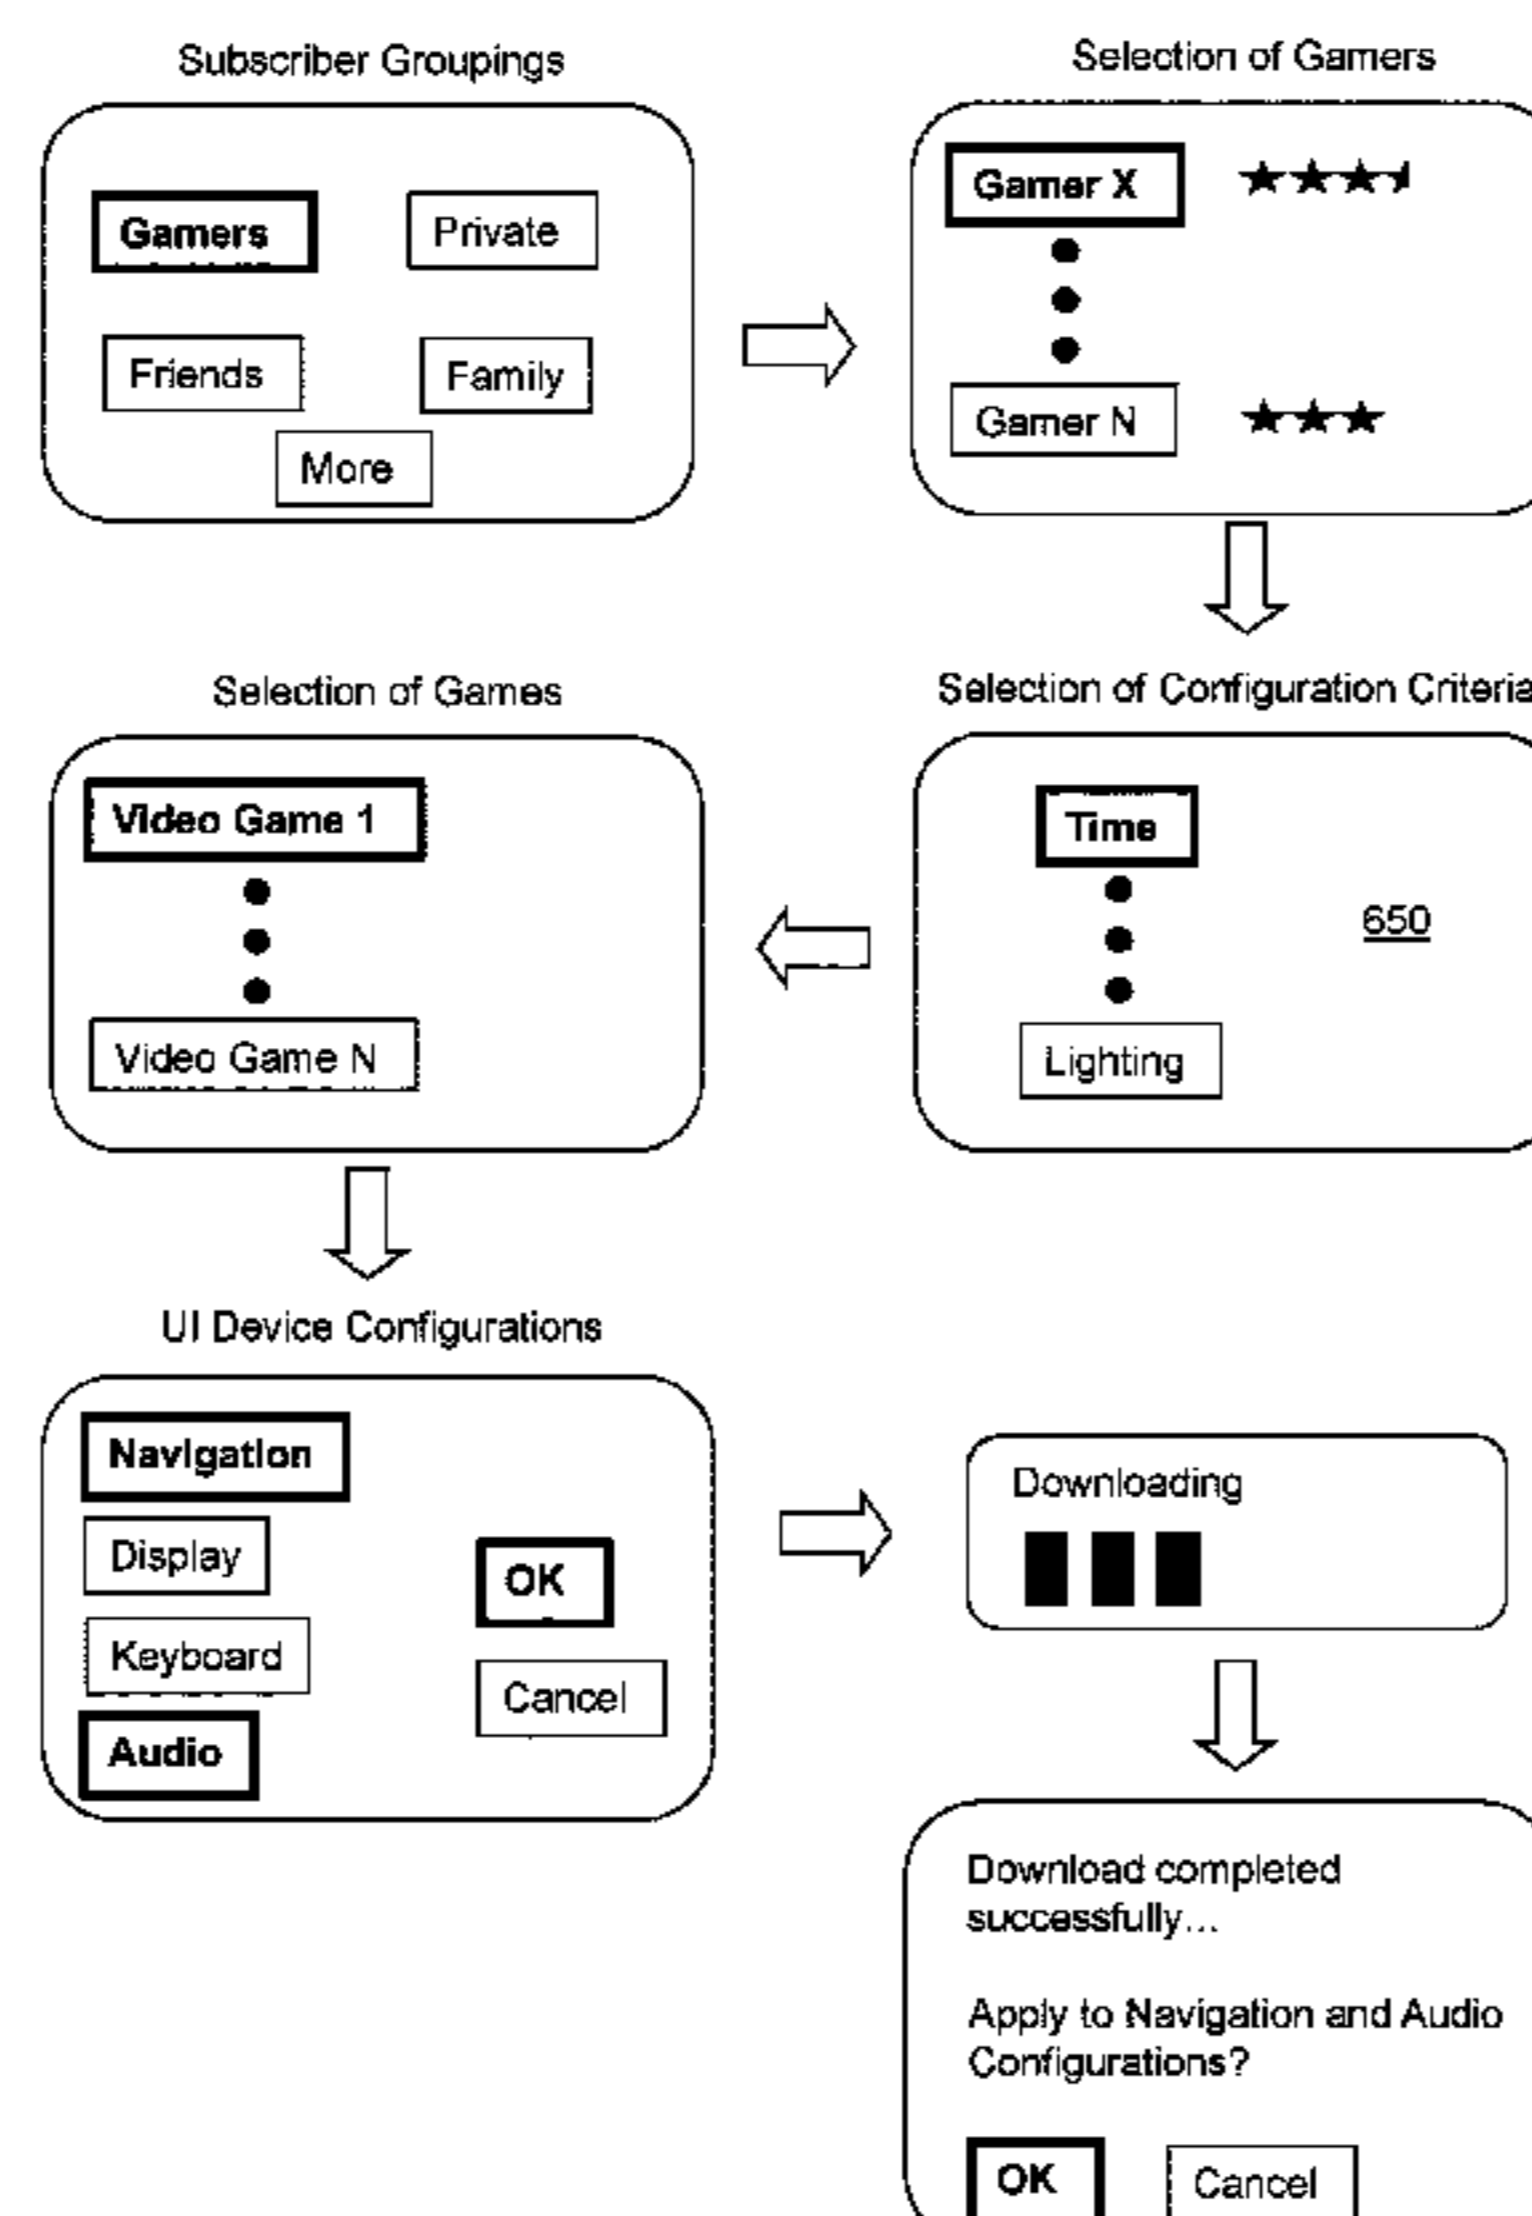 Subscriber Groupings
Gamers
Private
Friends
Family
More
Selection of Gamers
Gamer X
Gamer N
Selection of Configuration Criteria
Time
650
Lighting
Selection of Games
Video Game 1
Video Game N
UI Device Configurations
Navigation
Display
Keyboard
Audio
OK
Cancel
Downloading
Download completed
successfully...
Apply to Navigation and Audio
Configurations?
OK
Cancel